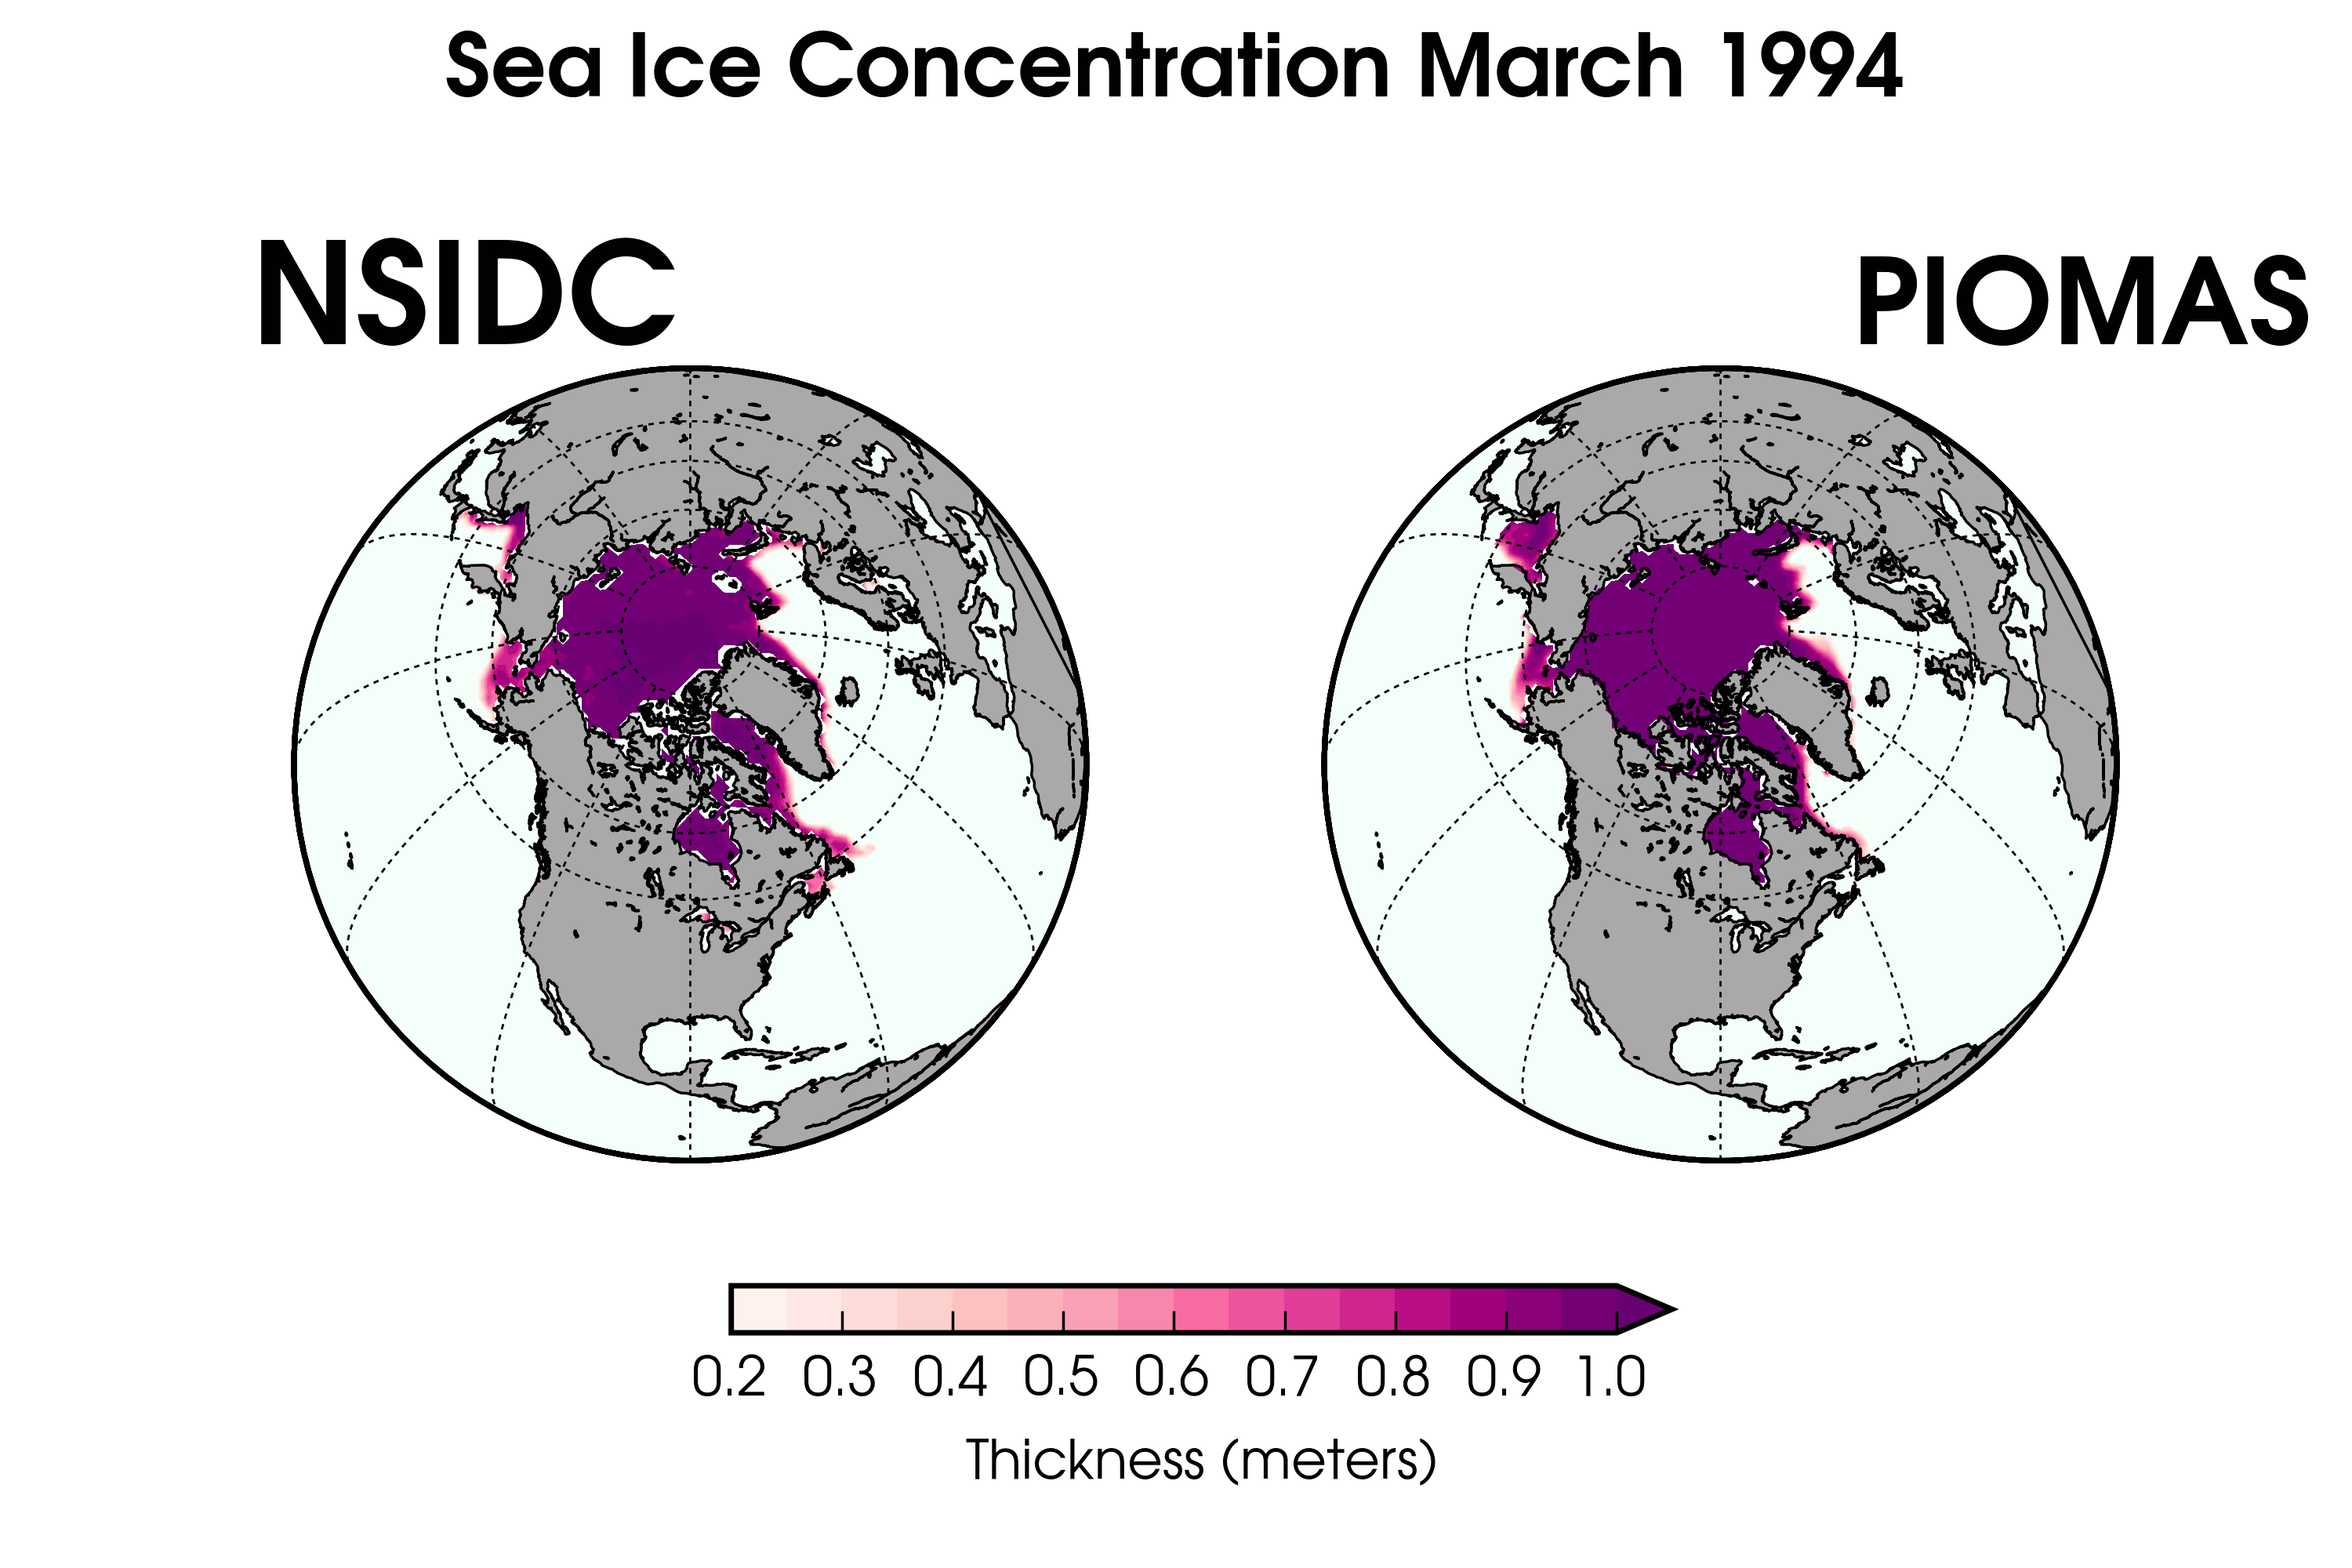 Sea Ice Concentration March 1994
NSIDC
PIOMAS
0.2 0.3 0.4 0.5 0.6 0.7 0.8 0.9 1.0
Thickness (meters)